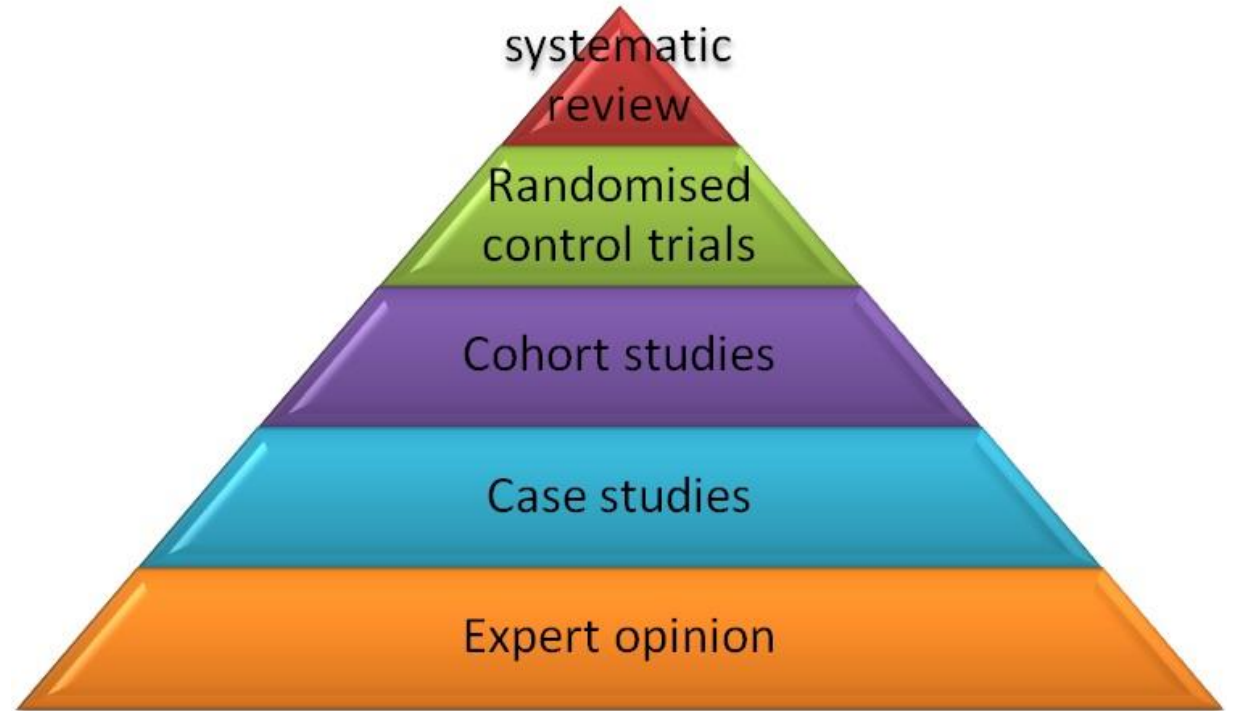 systematic
review
Randomised
control trials
Cohort studies
Case studies
Expert opinion